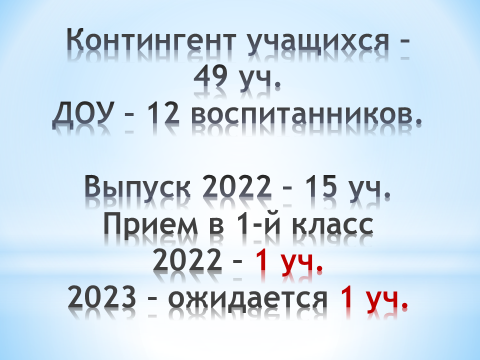 Контингент учащихся –
49 уч.
ДОУ – 12 воспитанников.
Выпуск 2022 – 15 уч.
Прием в 1-й класс
2022 – 1 уч.
2023 – ожидается 1 уч.